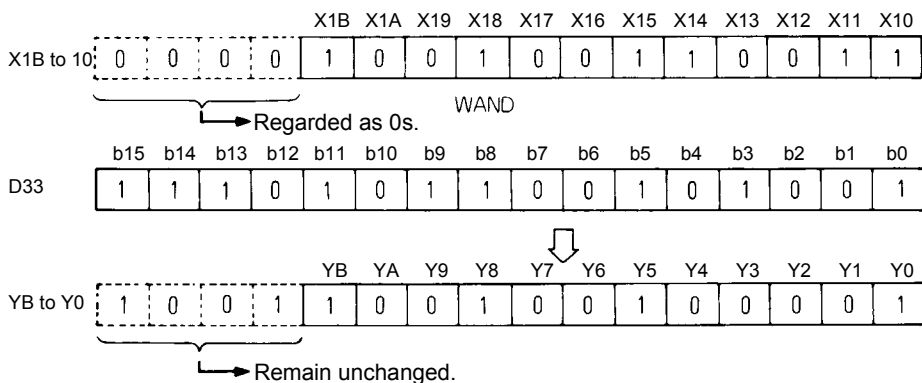 X1B X1A X19 X18 X17 X16 X15 X14 X13 X12 X11 X10
X1B to 10 0 0 0 0 1 0 0 1 0 0 1 1 0 0 1 1
WAND
Regarded as 0s.
b15 b14 b13 b12 b11 b10 b9 b8 b7 b6 b5 b4 b3 b2 b1 b0
D33 1 1 1 0 1 0 1 1 0 0 1 0 1 0 0 1
YB YA Y9 Y8 Y7 Y6 Y5 Y4 Y3 Y2 Y1 Y0
YB to Y0 1 0 0 1 1 0 0 1 0 0 1 0 0 0 0 1
Remain unchanged.